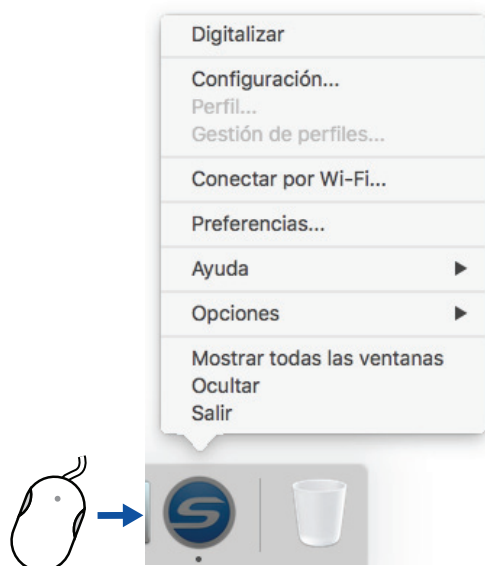 Digitalizar
Configuración...
Perfil...
Gestión de perfiles...
Conectar por Wi-Fi...
Preferencias...
Ayuda
Opciones
Mostrar todas las ventanas
Ocultar
Salir